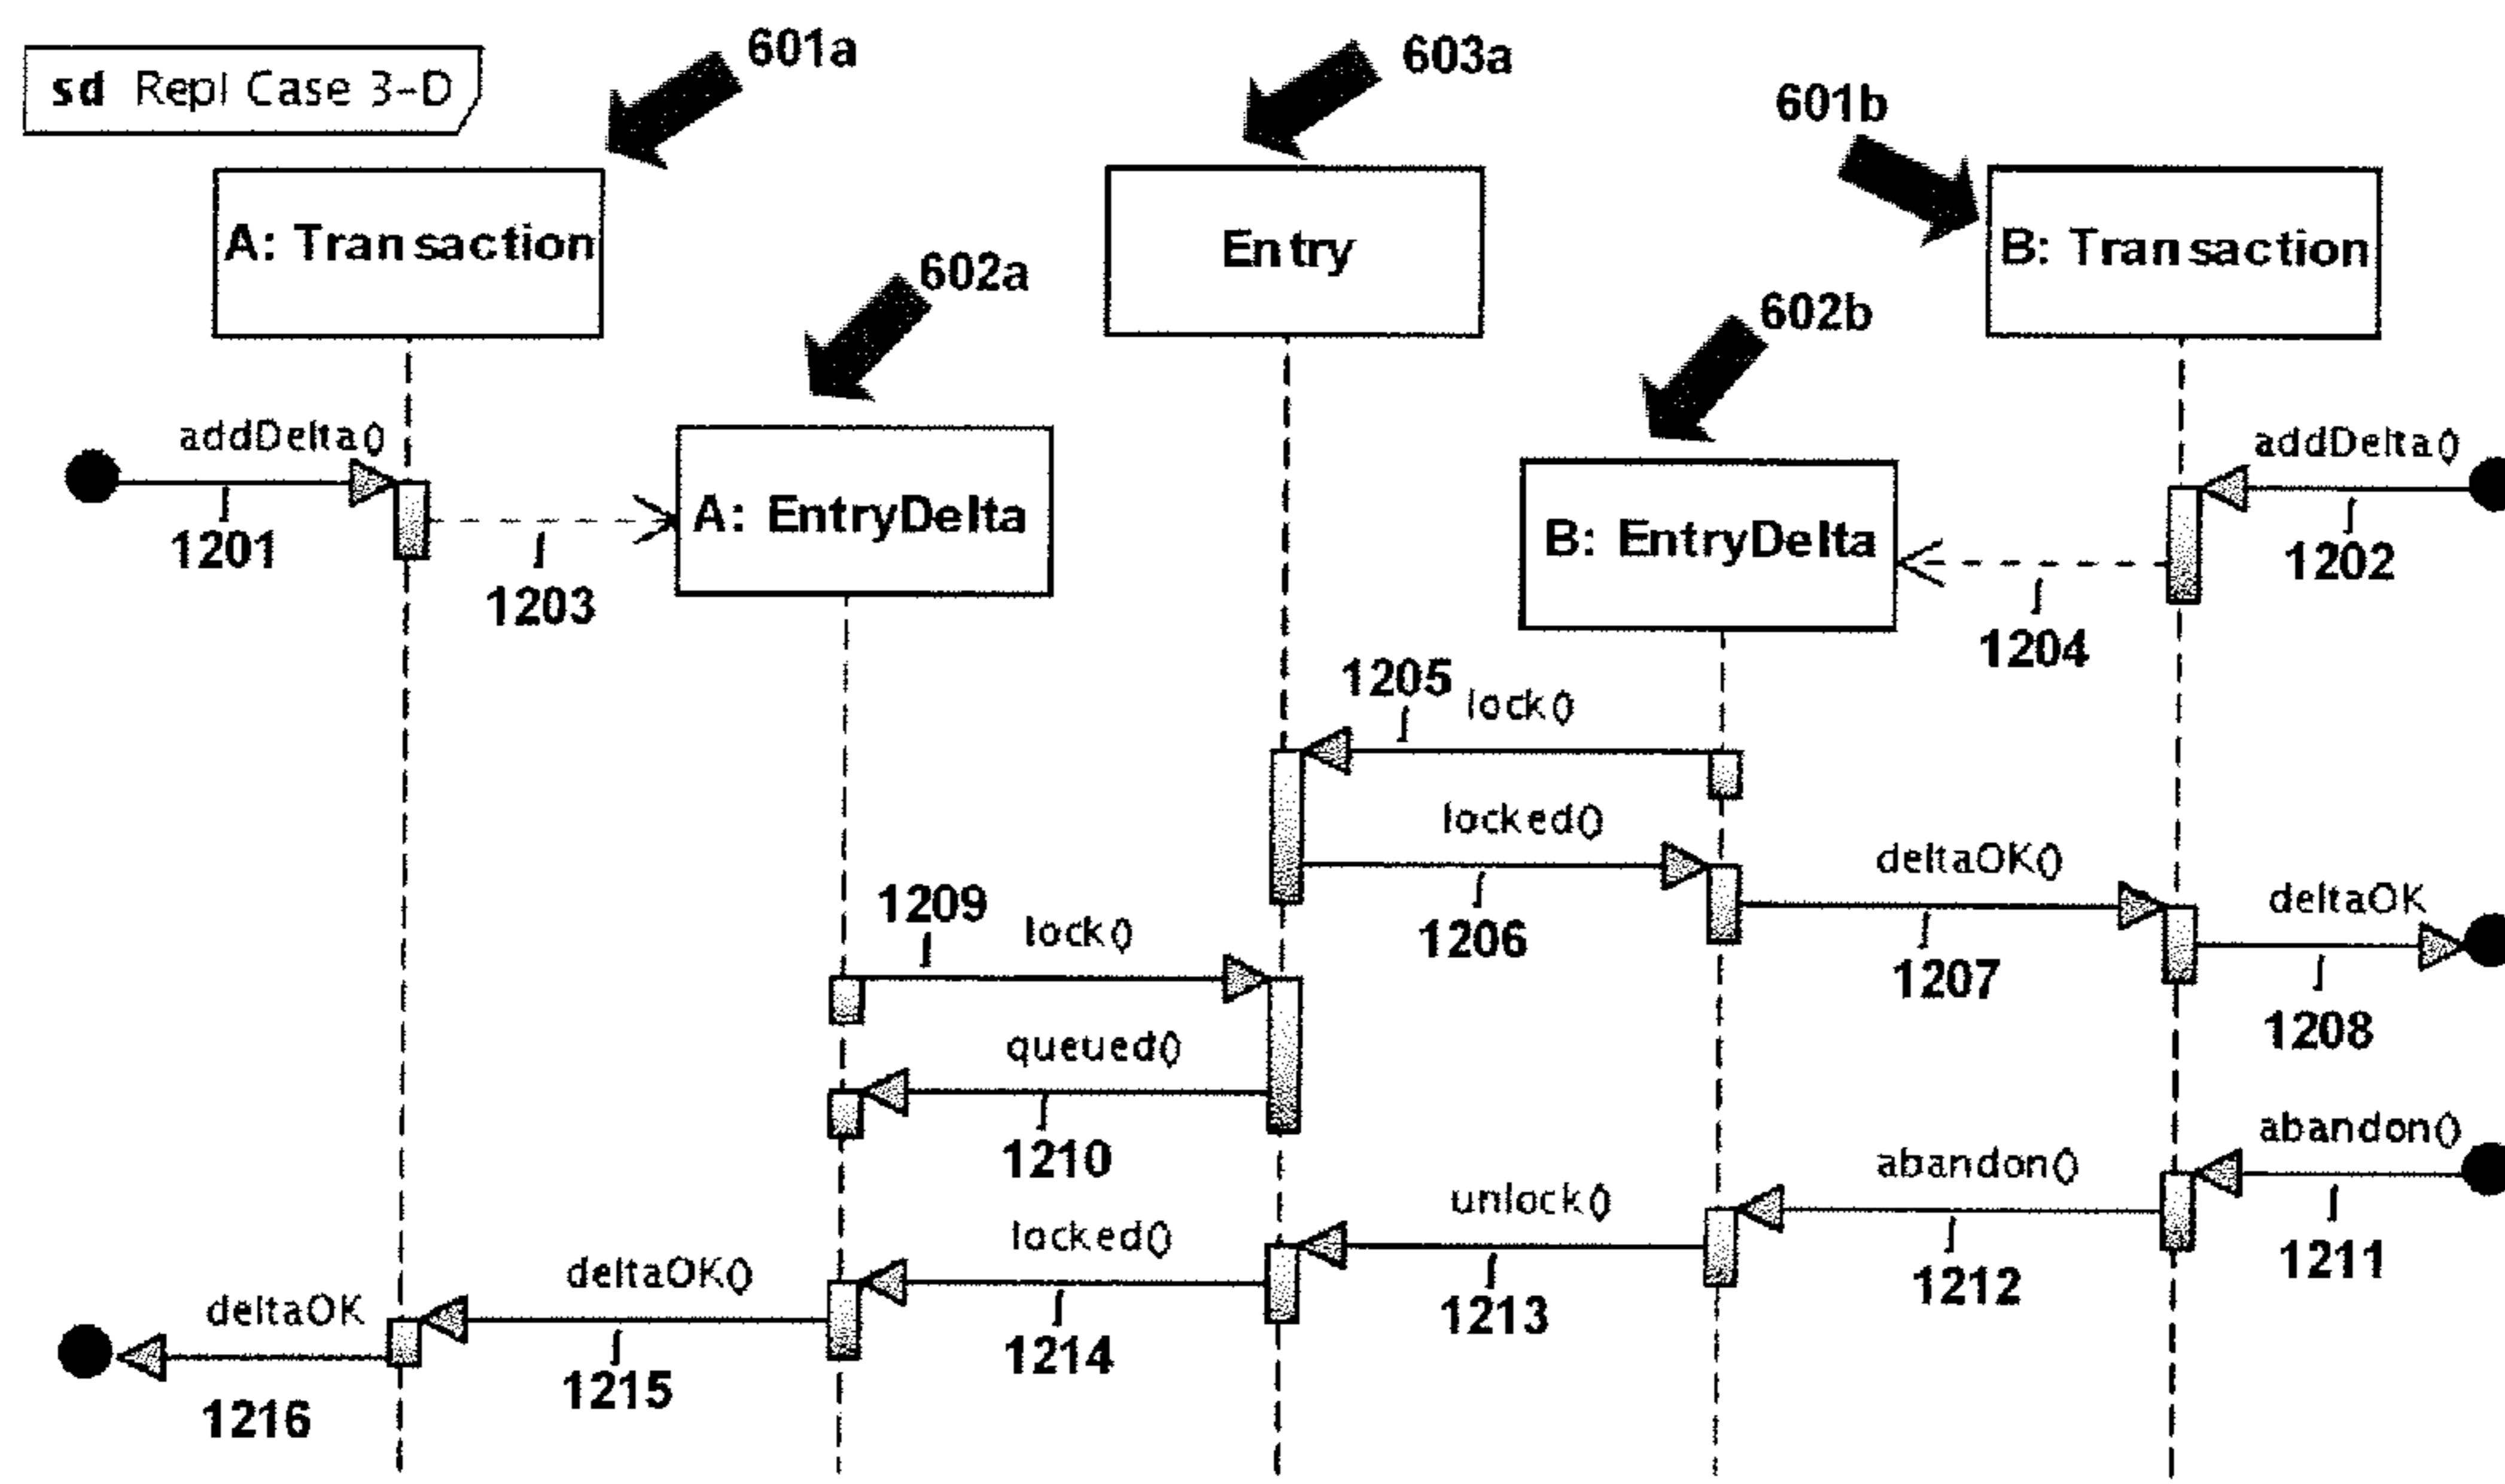 601a
603a
sd Repl Case 3-D
601b
A: Transaction
Entry
B: Transaction
602a
602b
addDelta()
addDelta()
A: EntryDelta
B: EntryDelta
1201
1202
1203
1204
1205
lock()
locked()
deltaOK()
1209
lock()
deltaOK
1206
1207
1208
queued()
abandon()
1210
abandon()
unlock()
locked()
1211
deltaOK()
1212
deltaOK
1213
1214
1215
1216